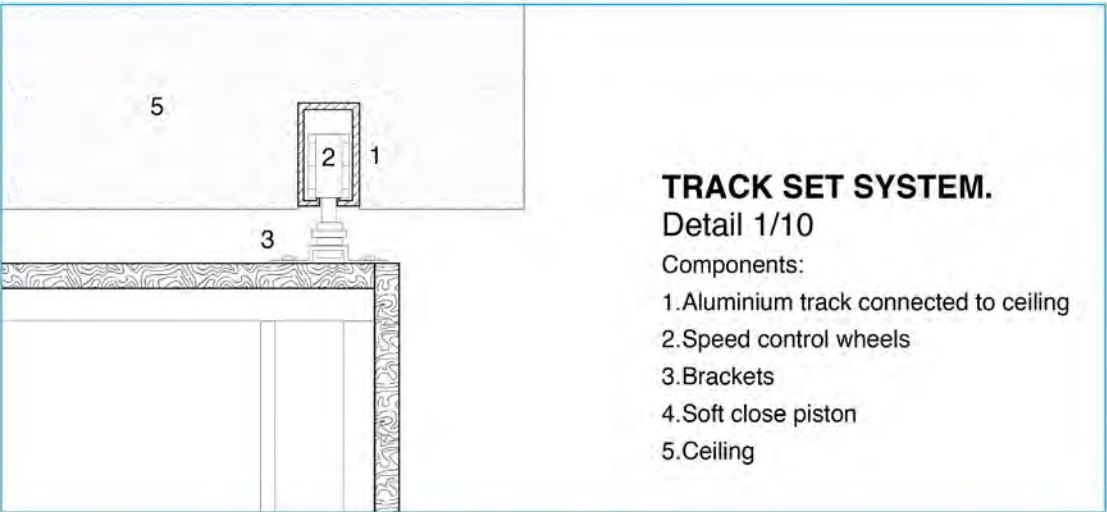 5
2
1
3
TRACK SET SYSTEM.
Detail 1/10
Components:
1.Aluminium track connected to ceiling
2.Speed control wheels
3.Brackets
4.Soft close piston
5.Ceiling